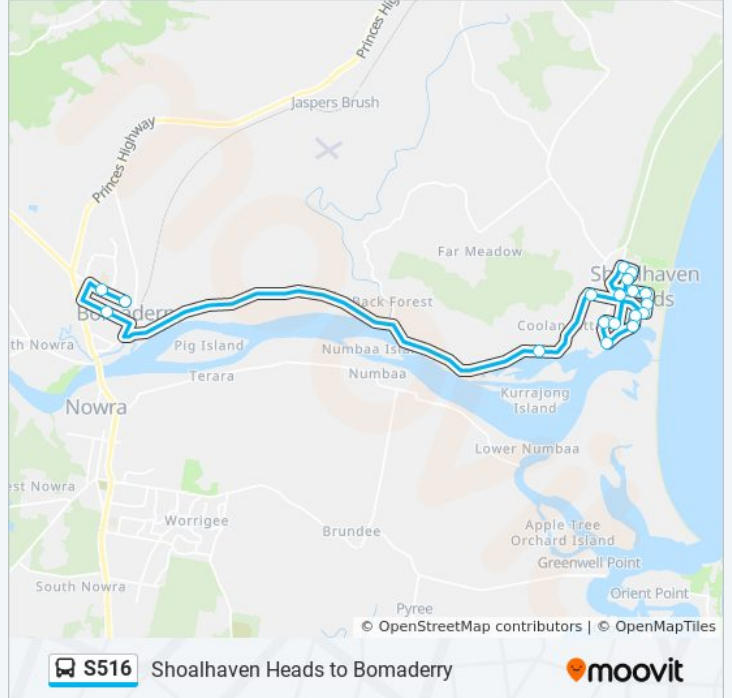 Princes Highway
Jaspers Brush
Princes Highway
Far Meadow
Shoalhaven
Heads
Back Forest
Bomaderry
Coolan
th Nowra
Pig Island
Numbaa Isl
Terara
Numbaa
Kurrajong
Island
Nowra
Lower Numbaa
est Nowra
Worrigee
Brundee
Apple Tree
Orchard Island
Greenwell Point
South Nowra
Orient Point
Pyree
© OpenStreetMap contributors | © OpenMapTiles
S516 Shoalhaven Heads to Bomaderry
moovit